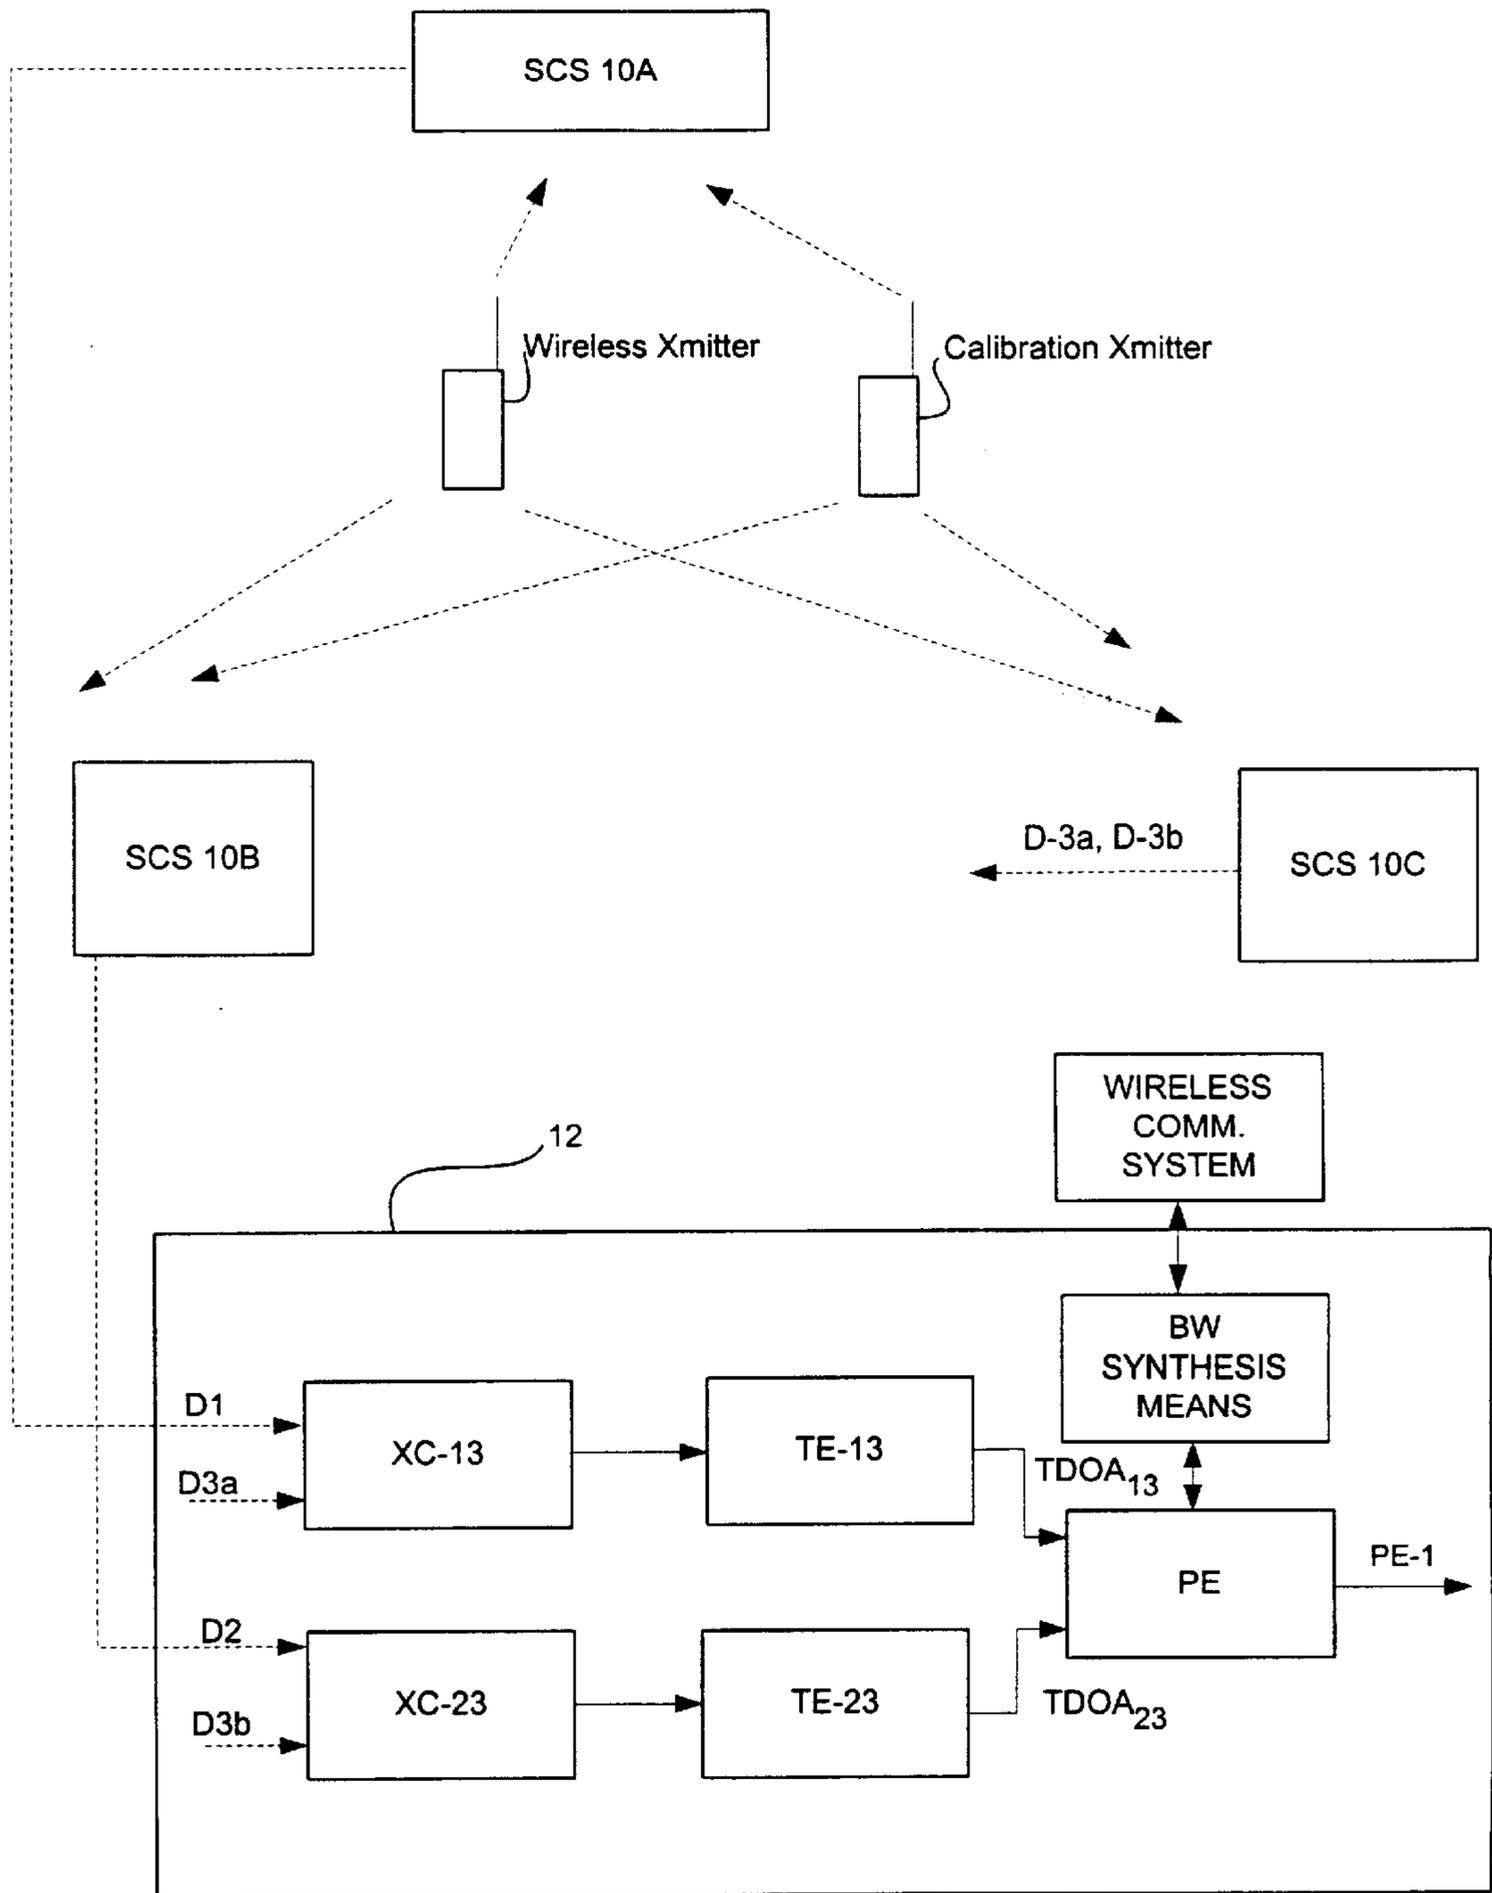 SCS 10A
Wireless Xmitter
Calibration Xmitter
SCS 10B
D-3a, D-3b
SCS 10C
12
WIRELESS
COMM.
SYSTEM
BW
SYNTHESIS
MEANS
D1
D3a
XC-13
TE-13
TDOA13
PE
PE-1
D2
D3b
XC-23
TE-23
TDOA23